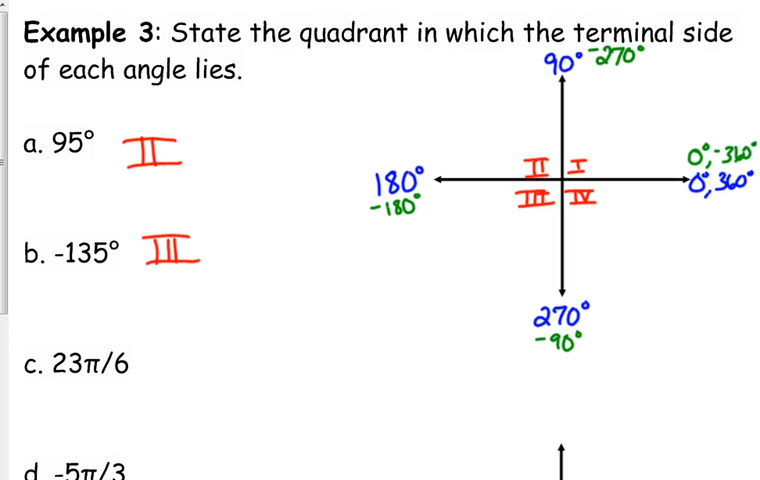 Example 3: State the quadrant in which the terminal side
of each angle lies.
90° -270°
a. 95° II
0°, -360°
II I
180° 0°, 360°
-180° III IV
b. -135° III
270°
-90°
c. 23π/6
d. -5π/3